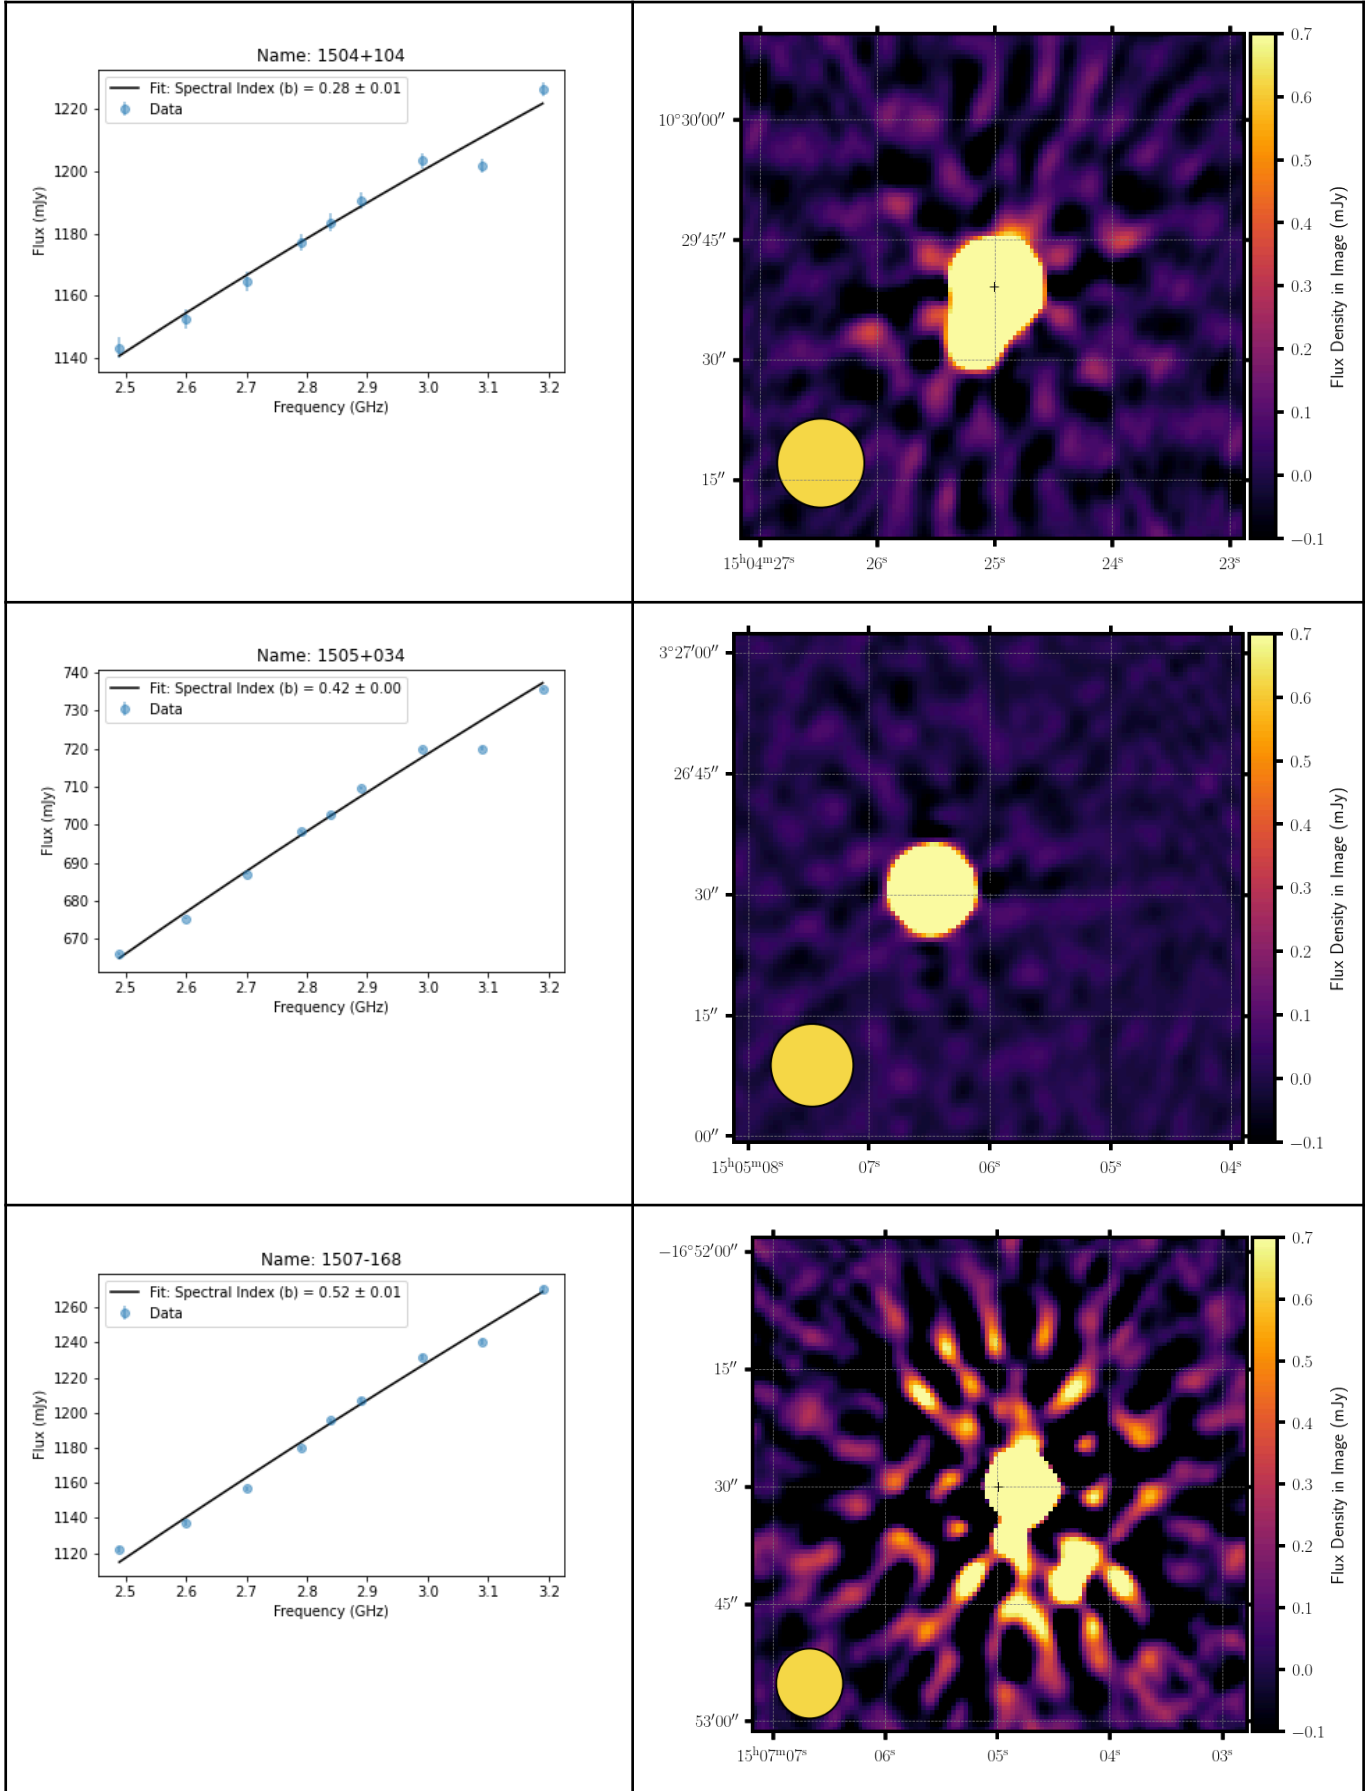 Name: 1504+104
Fit: Spectral Index (b) = 0.28 ± 0.01
Data
1220
1200
1180
1160
1140
Flux (mJy)
2.5 2.6 2.7 2.8 2.9 3.0 3.1 3.2
Frequency (GHz)
10°30′00″
29′45″
30″
15″
15ʰ04ᵐ27ˢ 26ˢ 25ˢ 24ˢ 23ˢ
0.7
0.6
0.5
0.4
0.3
0.2
0.1
0.0
−0.1
Flux Density in Image (mJy)
Name: 1505+034
Fit: Spectral Index (b) = 0.42 ± 0.00
Data
740
730
720
710
700
690
680
670
Flux (mJy)
2.5 2.6 2.7 2.8 2.9 3.0 3.1 3.2
Frequency (GHz)
3°27′00″
26′45″
30″
15″
00″
15ʰ05ᵐ08ˢ 07ˢ 06ˢ 05ˢ 04ˢ
0.7
0.6
0.5
0.4
0.3
0.2
0.1
0.0
−0.1
Flux Density in Image (mJy)
Name: 1507-168
Fit: Spectral Index (b) = 0.52 ± 0.01
Data
1260
1240
1220
1200
1180
1160
1140
1120
Flux (mJy)
2.5 2.6 2.7 2.8 2.9 3.0 3.1 3.2
Frequency (GHz)
−16°52′00″
15″
30″
45″
53′00″
15ʰ07ᵐ07ˢ 06ˢ 05ˢ 04ˢ 03ˢ
0.7
0.6
0.5
0.4
0.3
0.2
0.1
0.0
−0.1
Flux Density in Image (mJy)